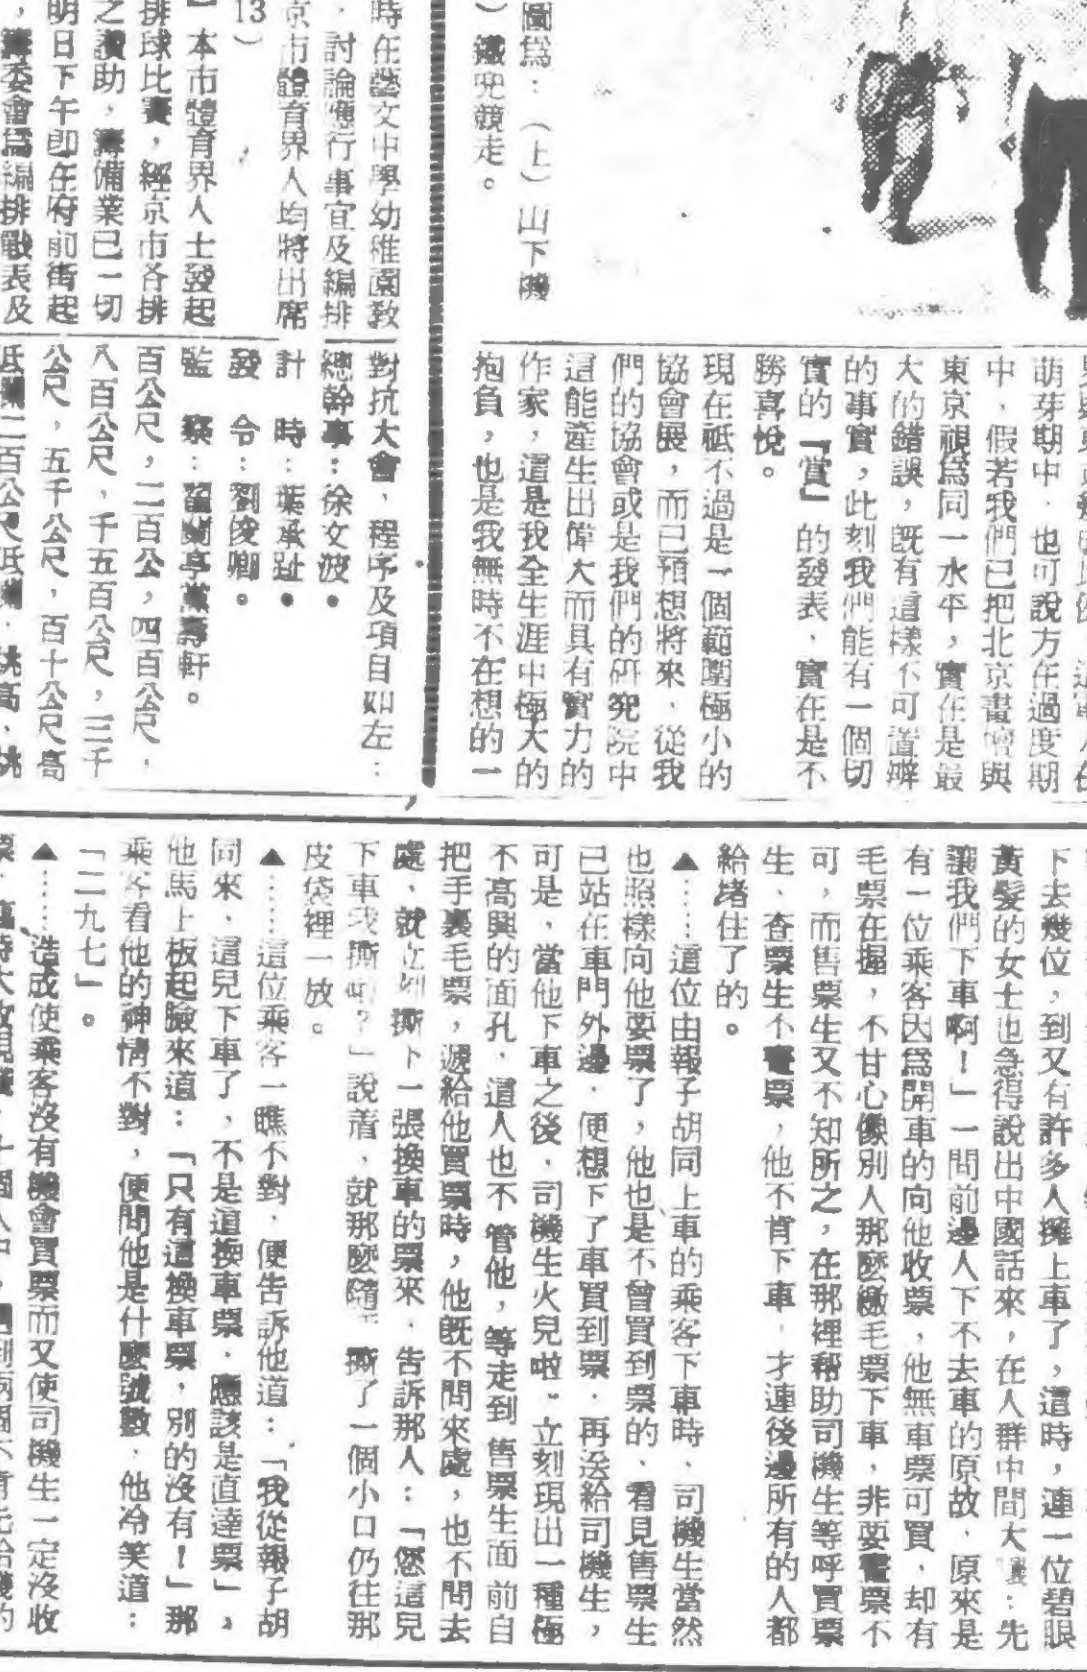 圖爲：（上）山下機
）鐵兜競走。
萌芽期中，也可說方在過度期
中，假若我們已把北京畫壇與
東京視爲同一水平，實在是最
大的錯誤，既有這樣不可置辯
的事實，此刻我們能有一個切
實的『賞』的發表，實在是不
勝喜悅。
現在祗不過是一個範圍極小的
協會展，而已預想將來，從我
們的協會或是我們的研究院中
這能產生出偉大而具有實力的
作家，這是我全生涯中極大的
抱負，也是我無時不在想的一
時在藝文中學幼稚園教
，討論應行事宜及編排
京市體育界人均將出席
13）
】本市體育界人士發起
排球比賽，經京市各排
之讚助，籌備業已一切
明日下午即在府前街起
，籌委會爲編排戰表及
對抗大會，程序及項目如左：
總幹事：徐文波。
計　時：葉承趾。
發　令：劉俊卿。
監　察：　　亭　壽軒。
百公尺，二百公，四百公尺，
八百公尺，千五百公尺，三千
公尺，五千公尺，百十公尺高
低欄二百公尺低欄，跳高，跳
下去幾位，到又有許多人擁上車了，這時，連一位碧眼
黃髮的女士也急得說出中國話來，在人群中間大嚷：先
讓我們下車啊！」一問前邊人下不去車的原故，原來是
有一位乘客因爲開車的向他收票，他無車票可買，却有
毛票在握，不甘心像別人那麽繳毛票下車，非要賣票不
可，而售票生又不知所之，在那裡幫助司機生等呼買票
生，查票生不賣票，他不肯下車，才連後邊所有的人都
給堵住了的。
▲……這位由報子胡同上車的乘客下車時，司機生當然
也照樣向他要票了，他也是不曾買到票的，看見售票生
已站在車門外邊，便想下了車買到票，再送給司機生，
可是，當他下車之後，司機生火兒啦。立刻現出一種極
不高興的面孔，這人也不管他，等走到售票生面前自
把手裏毛票，遞給他買票時，他既不問來處，也不問去
處，就立刻撕下一張換車的票來，告訴那人：「您這兒
下車我撕嗎？」說着，就那麽隨　撕了一個小口仍往那
皮袋裡一放。
▲……這位乘客一瞧不對，便告訴他道：「我從報子胡
同來，這兒下車了，不是這換車票，應該是直達票」，
他馬上板起臉來道：「只有這換車票，別的沒有！」那
乘客看他的神情不對，便問他是什麽號數，他冷笑道：
「二九七」。
▲……造成使乘客沒有機會買票而又使司機生一定沒收